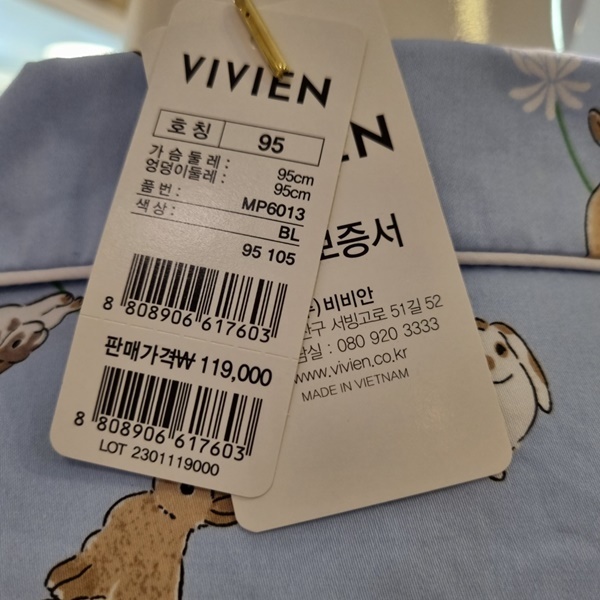 VIVIEN
호 칭 95
가 슴 둘 레 : 95cm
엉덩이둘레 : 95cm
품 번 : MP6013
색 상 : BL
95 105
8 808906 617603
판매가격₩ 119,000
8 808906 617603
LOT 2301119000
EN
증서
비비안
서빙고로 51길 52
: 080 920 3333
www.vivien.co.kr
MADE IN VIETNAM